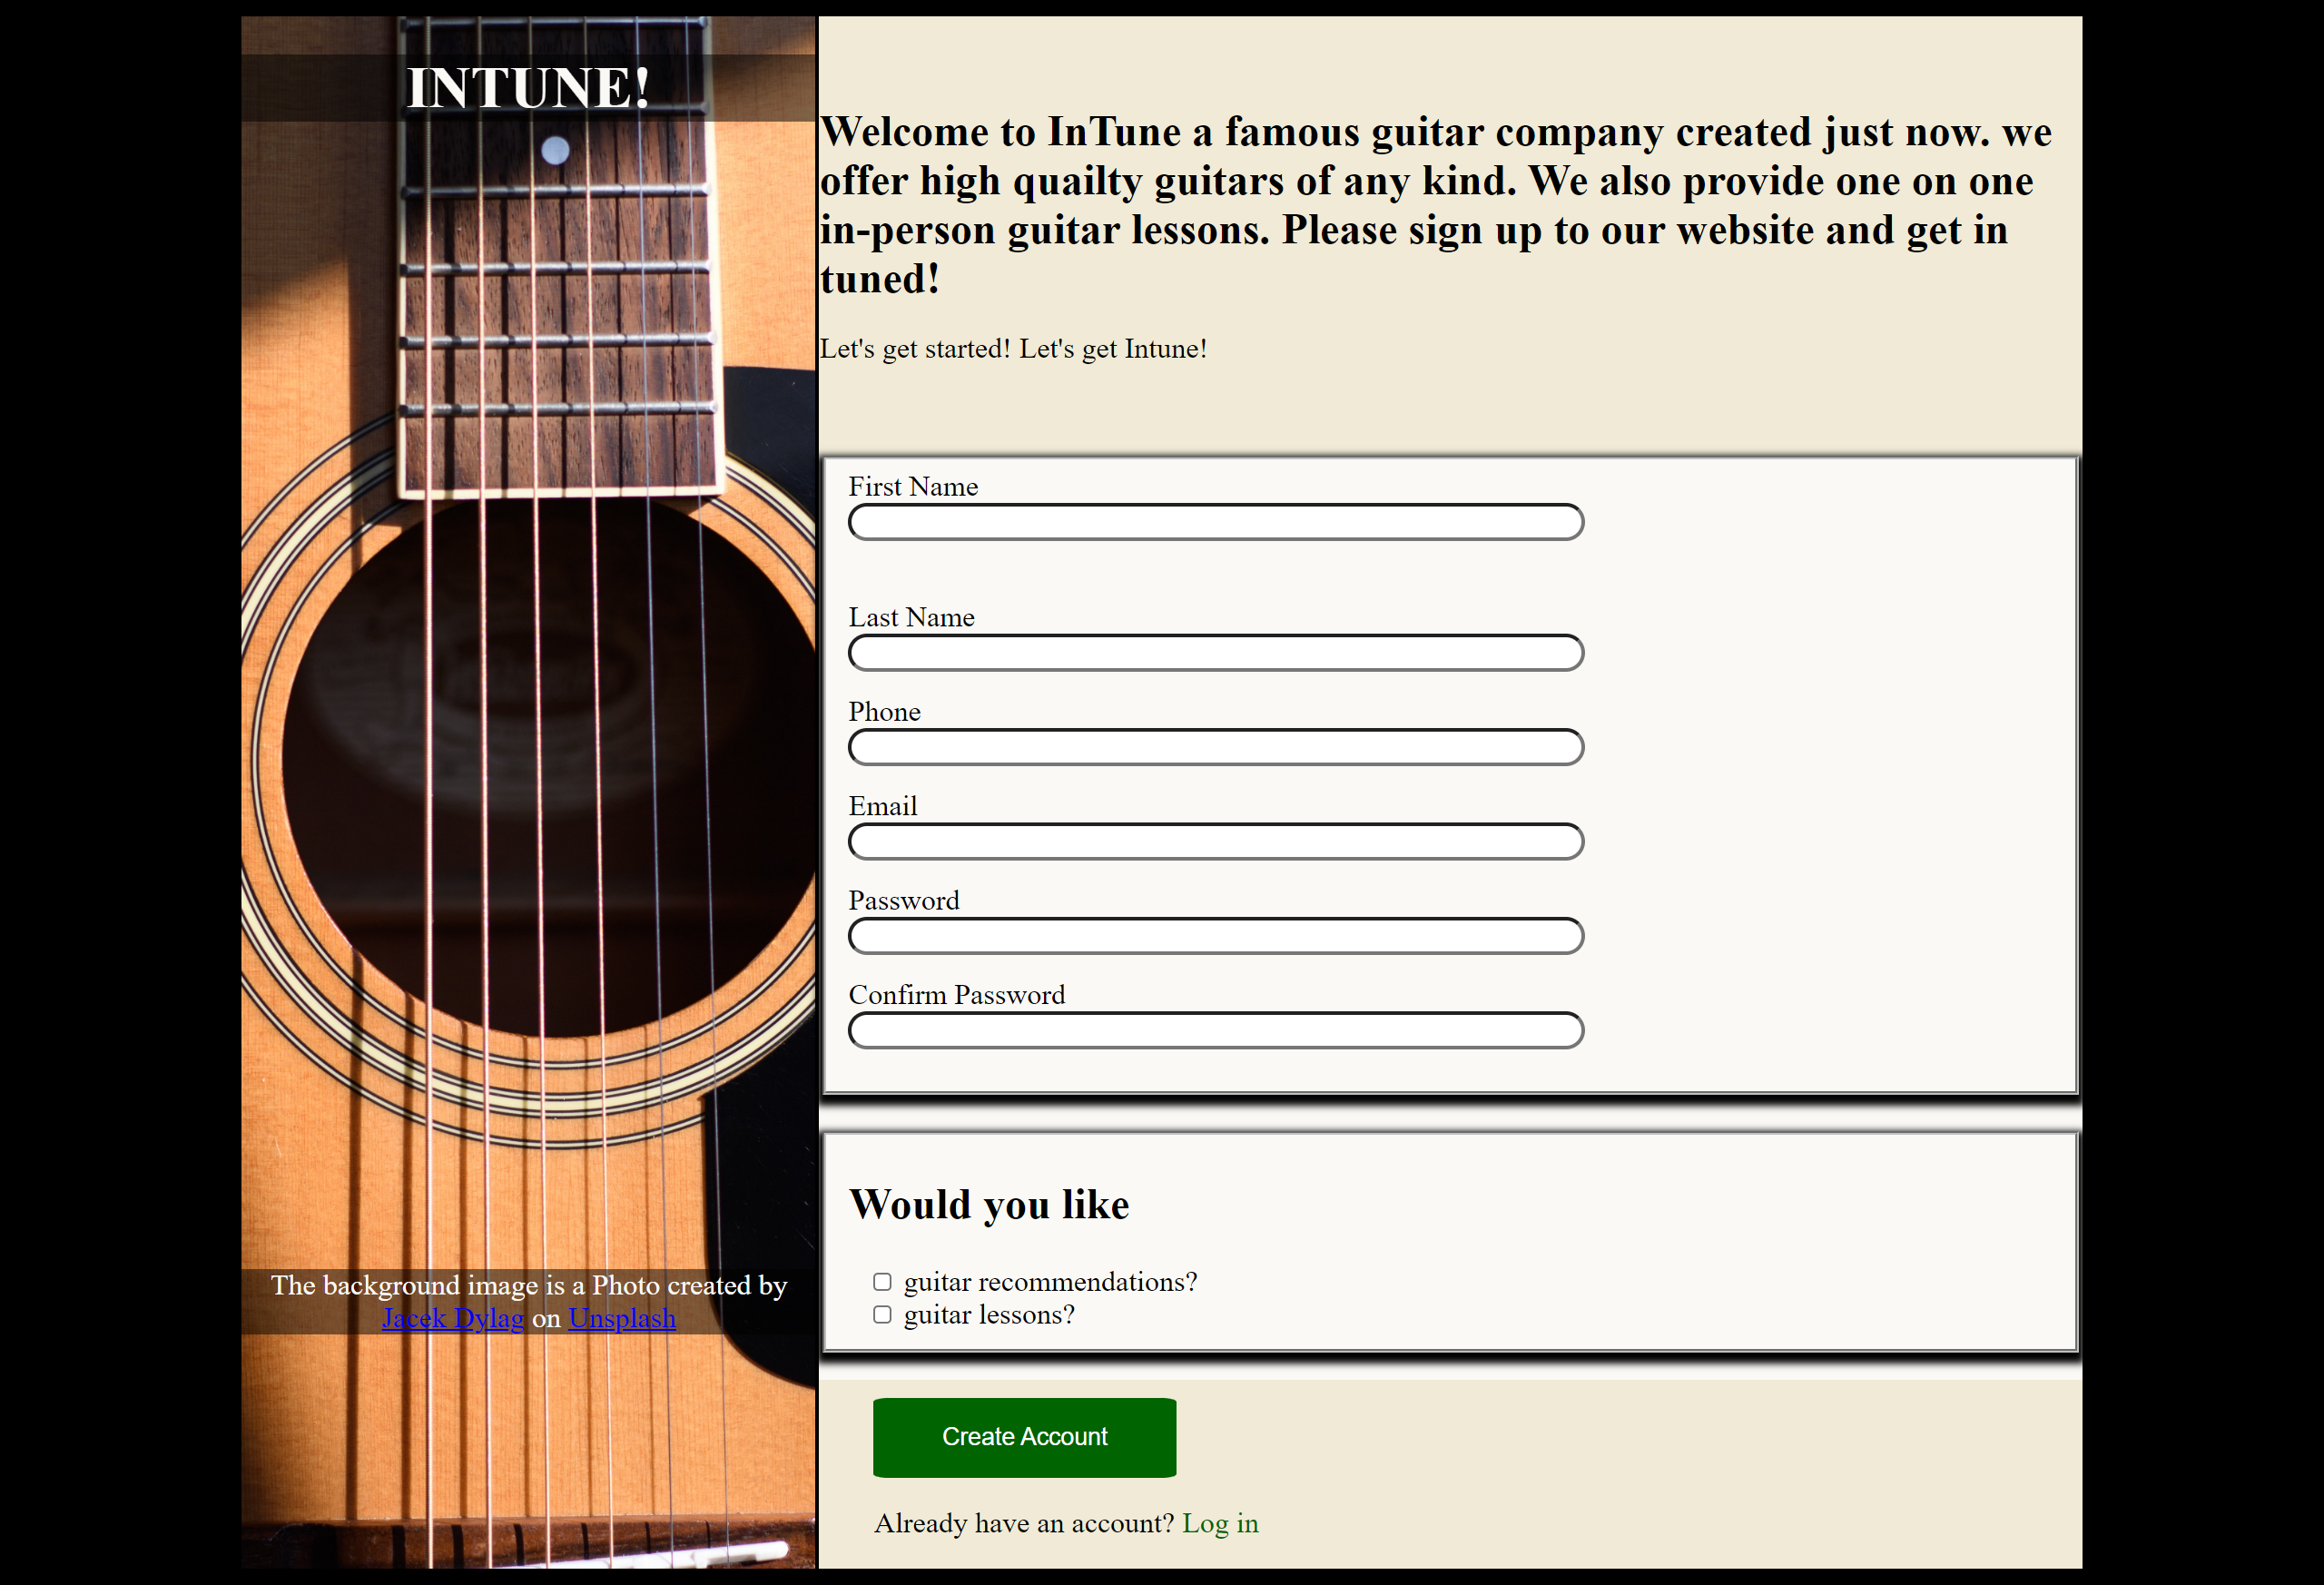 INTUNE!
Welcome to InTune a famous guitar company created just now. we
offer high quailty guitars of any kind. We also provide one on one
in-person guitar lessons. Please sign up to our website and get in
tuned!
Let's get started! Let's get Intune!
First Name
Last Name
Phone
Email
Password
Confirm Password
Would you like
guitar recommendations?
guitar lessons?
The background image is a Photo created by
Jacek Dylag on Unsplash
Create Account
Already have an account? Log in